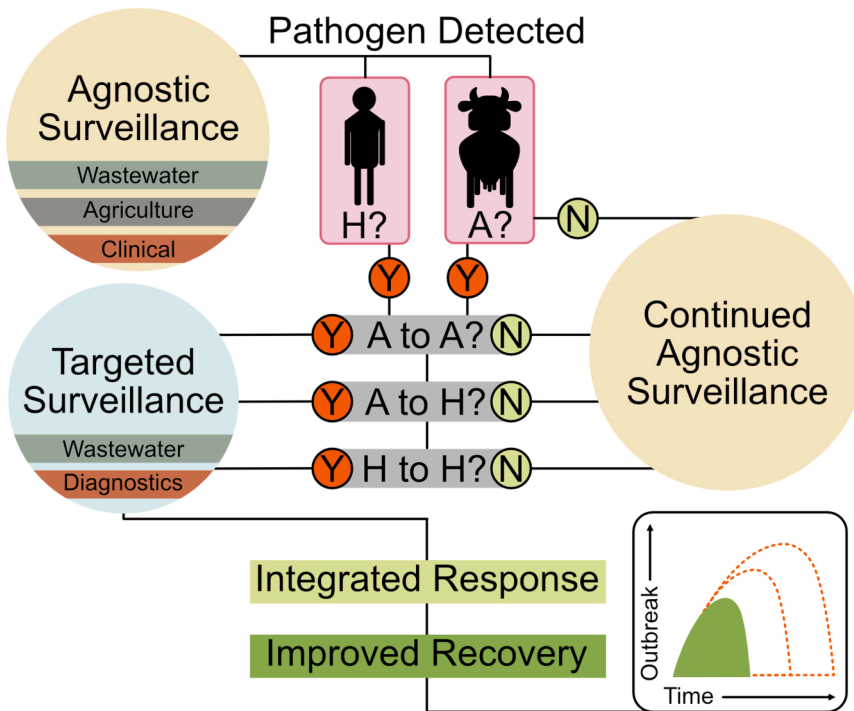 Pathogen Detected
Agnostic
Surveillance
Wastewater
Agriculture
Clinical
H?
A?
N
Y
Y
Y A to A? N
Y A to H? N
Y H to H? N
Targeted
Surveillance
Wastewater
Diagnostics
Continued
Agnostic
Surveillance
Integrated Response
Improved Recovery
Outbreak
Time